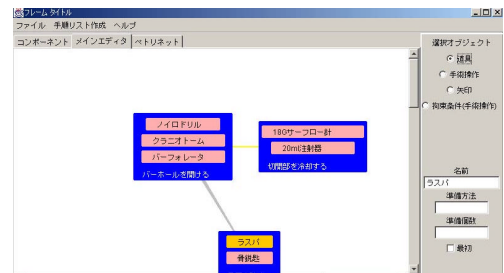 フレーム タイトル
ファイル 手順リスト作成 ヘルプ
コンポーネント メインエディタ ペトリネット
選択オブジェクト
道具
手術操作
矢印
拘束条件(手術操作)
ノイロドリル
クラニオトーム
パーフォレータ
バーホールを開ける
18Gサーフロー針
20ml注射器
切開部を冷却する
ラスパ
骨鋭匙
名前
ラスパ
準備方法
準備個数
最初